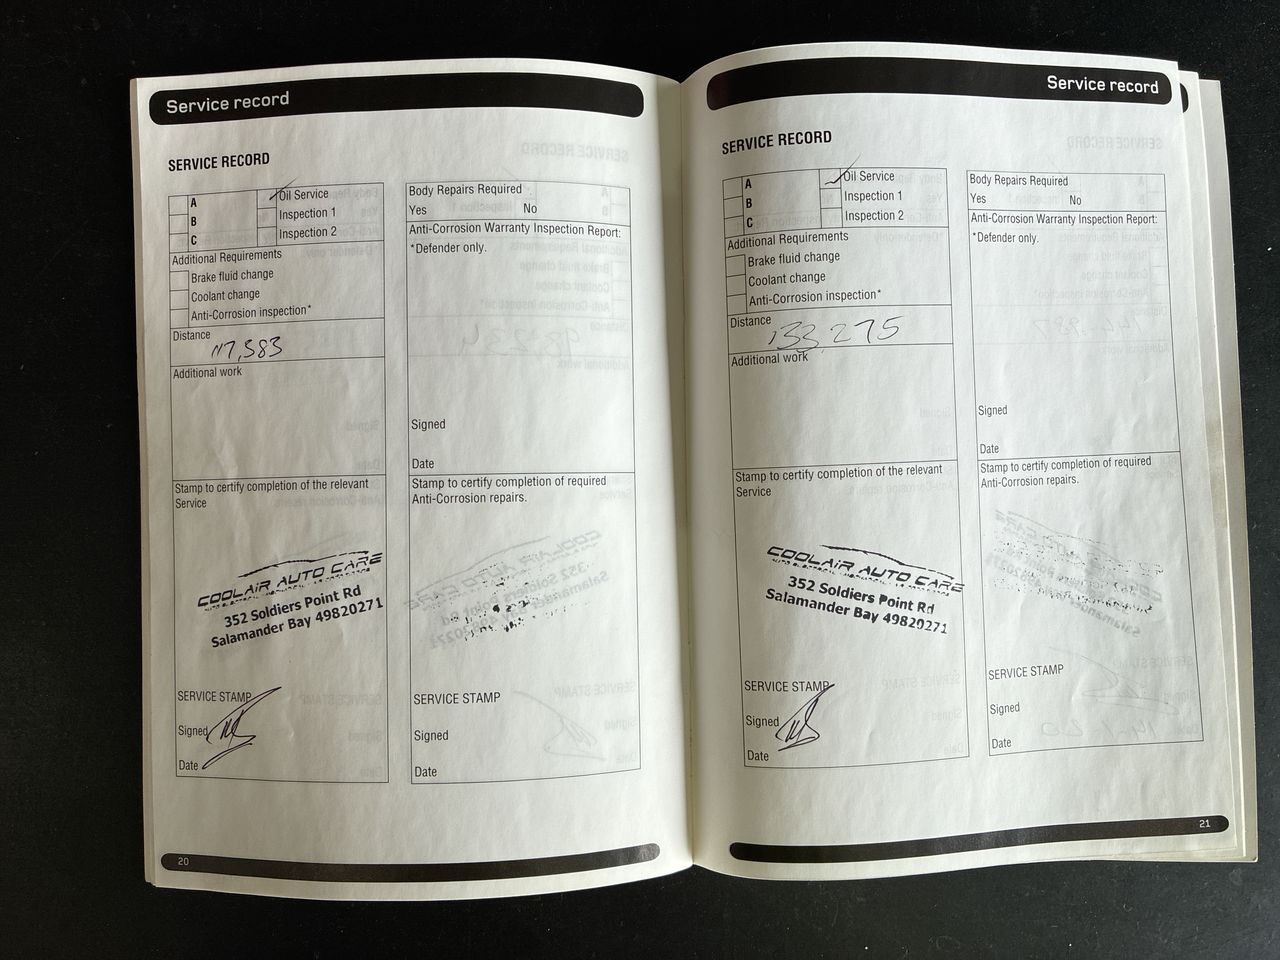 Service record
SERVICE RECORD
A
B
C
Oil Service
Inspection 1
Inspection 2
Additional Requirements
Brake fluid change
Coolant change
Anti-Corrosion inspection*
Distance
117,383
Additional work
Stamp to certify completion of the relevant
Service
COOLAIR AUTO CARE
352 Soldiers Point Rd
Salamander Bay 49820271
SERVICE STAMP
Signed
Date
Body Repairs Required
Yes No
Anti-Corrosion Warranty Inspection Report:
*Defender only.
Signed
Date
Stamp to certify completion of required
Anti-Corrosion repairs.
SERVICE STAMP
Signed
Date
20
Service record
SERVICE RECORD
A
B
C
Oil Service
Inspection 1
Inspection 2
Additional Requirements
Brake fluid change
Coolant change
Anti-Corrosion inspection*
Distance
133,275
Additional work
Stamp to certify completion of the relevant
Service
COOLAIR AUTO CARE
352 Soldiers Point Rd
Salamander Bay 49820271
SERVICE STAMP
Signed
Date
Body Repairs Required
Yes No
Anti-Corrosion Warranty Inspection Report:
*Defender only.
Signed
Date
Stamp to certify completion of required
Anti-Corrosion repairs.
SERVICE STAMP
Signed
Date
21